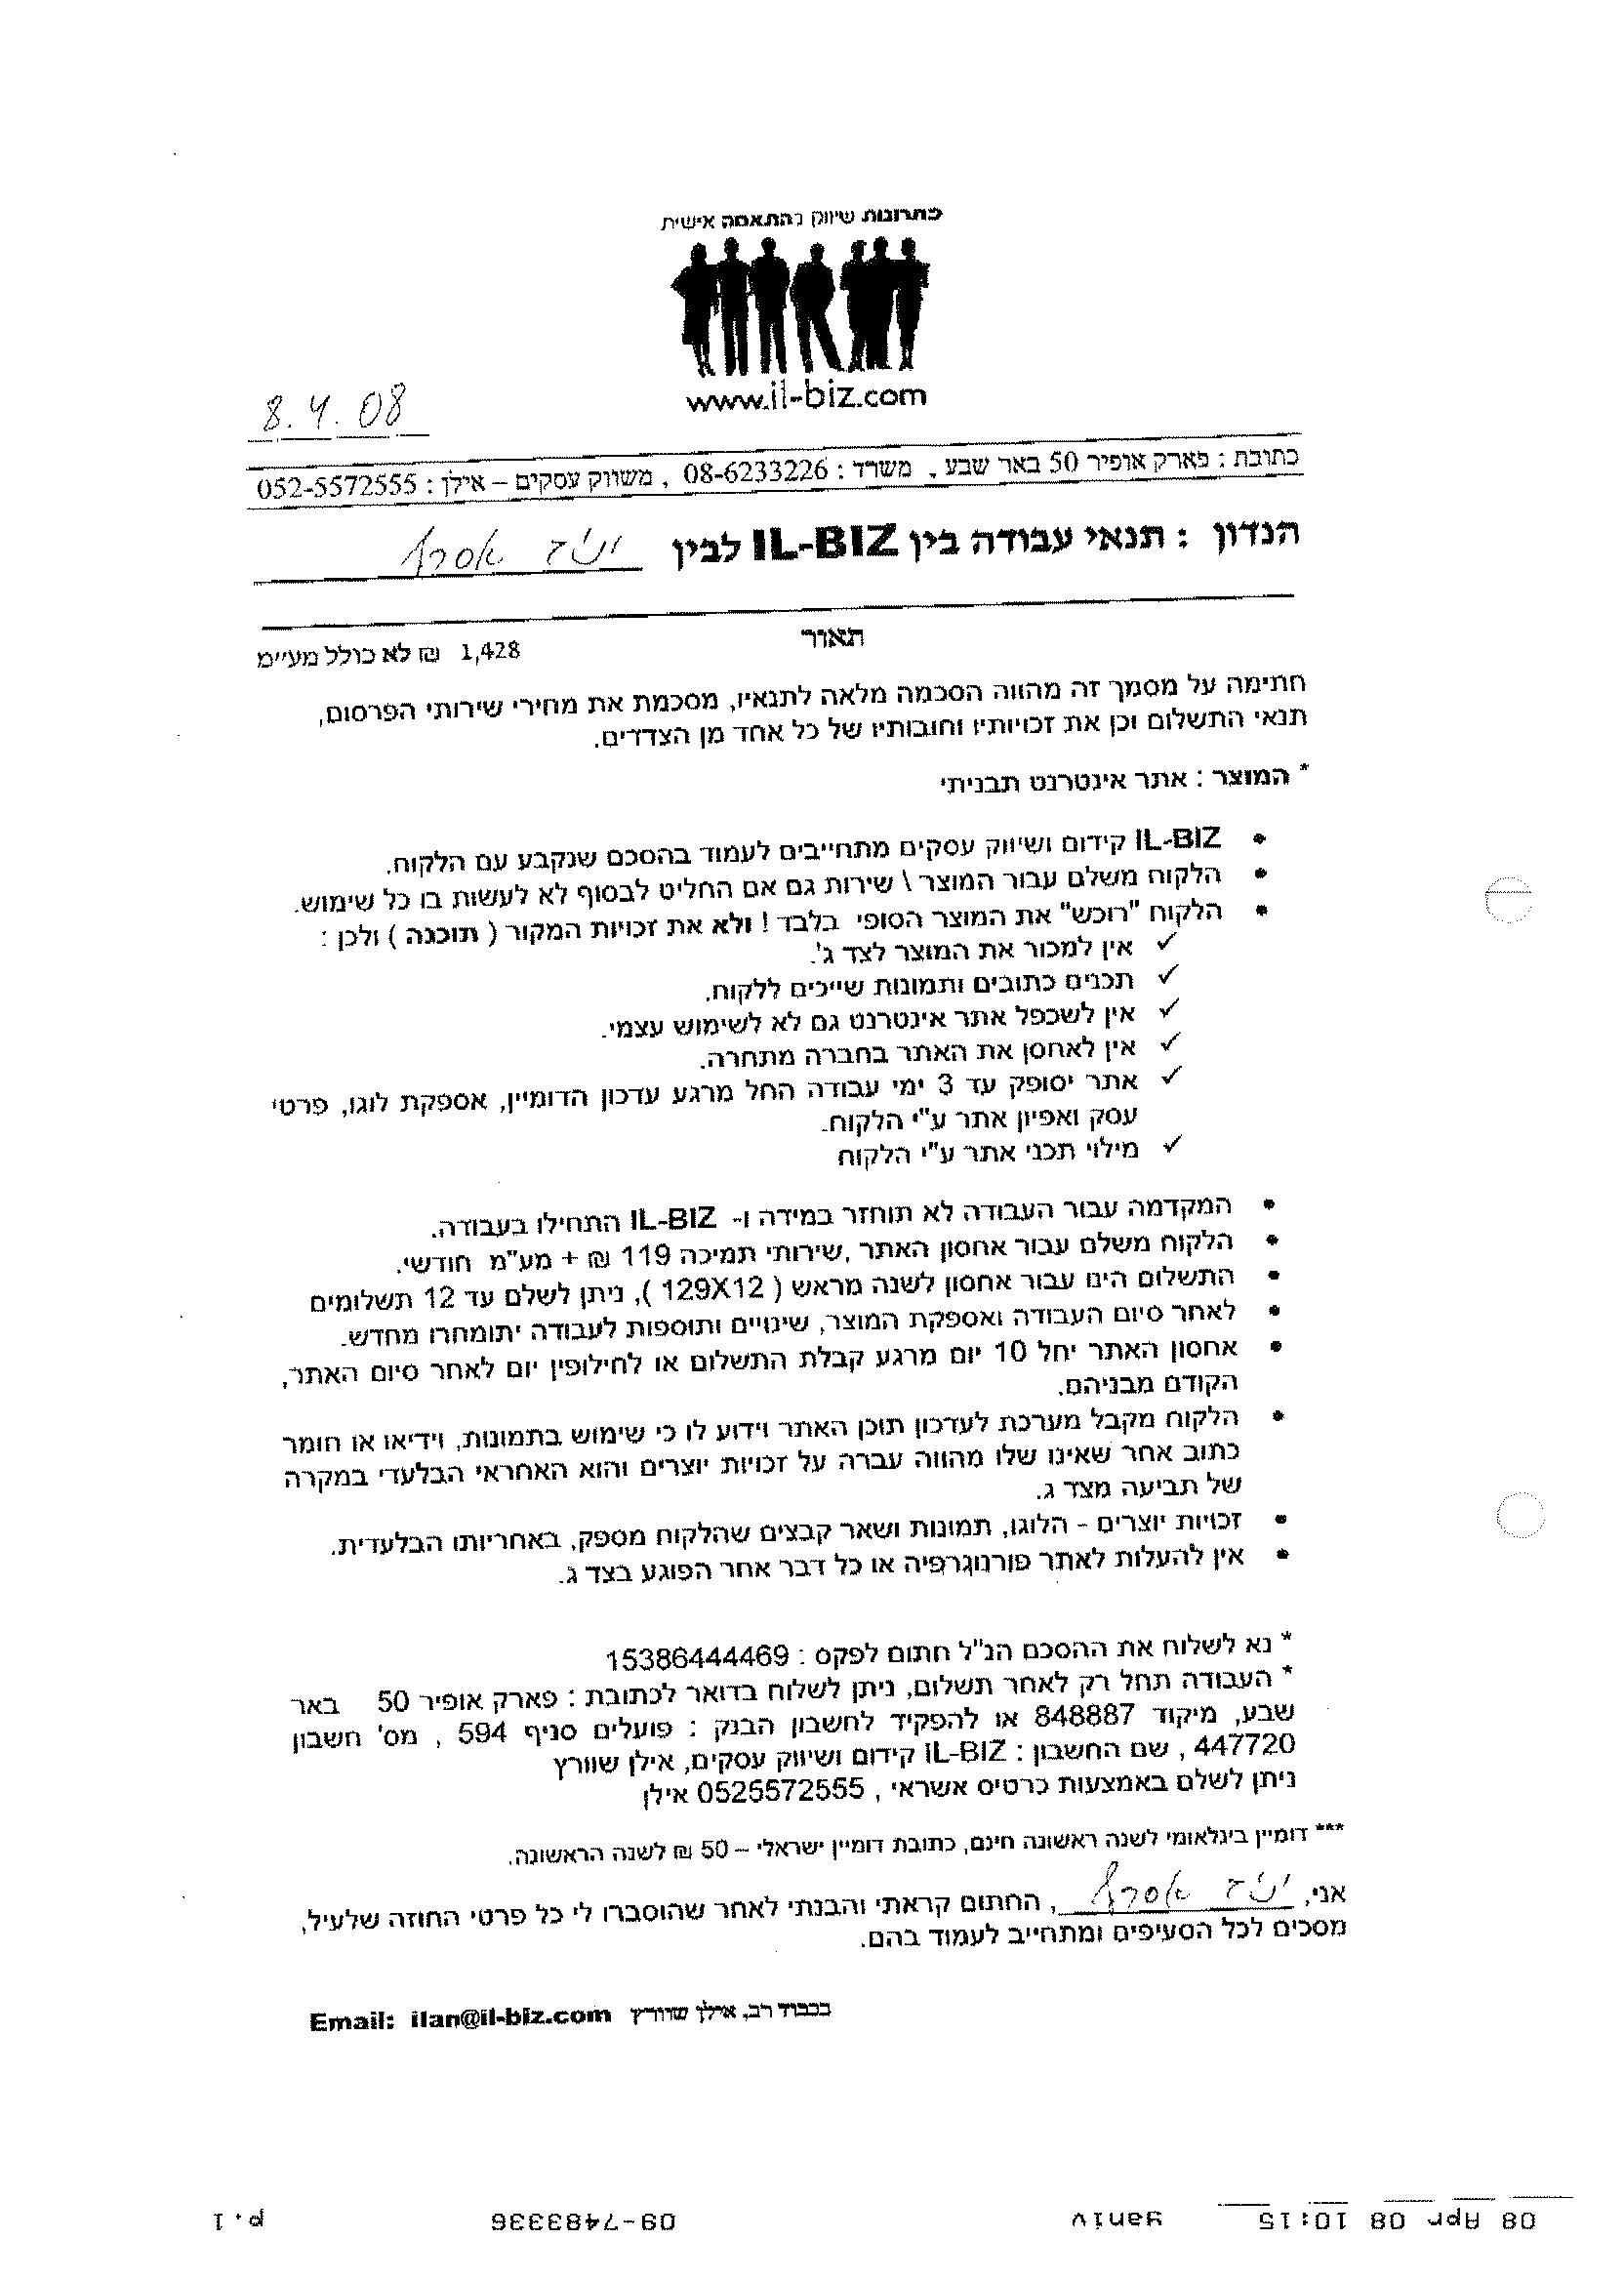 פתרונות שיווק בהתאמה אישית
www.il-biz.com
8.4.08
כתובת : פארק אופיר 50 באר שבע , משרד : 08-6233226 , משווק עסקים – אילן : 052-5572555
הנדון : תנאי עבודה בין IL-BIZ לבין יניב אסרף
תאור
1,428 ₪ לא כולל מע״מ
חתימה על מסמך זה מהווה הסכמה מלאה לתנאיו, מסכמת את מחירי שירותי הפרסום,
תנאי התשלום וכן את זכויותיו וחובותיו של כל אחד מן הצדדים.
* המוצר : אתר אינטרנט תבניתי
• IL-BIZ קידום ושיווק עסקים מתחייבים לעמוד בהסכם שנקבע עם הלקוח.
• הלקוח משלם עבור המוצר \ שירות גם אם החליט לבסוף לא לעשות בו כל שימוש.
• הלקוח "רוכש" את המוצר הסופי בלבד ! ולא את זכויות המקור ( תוכנה ) ולכן :
✓ אין למכור את המוצר לצד ג'.
✓ תכנים כתובים ותמונות שייכים ללקוח.
✓ אין לשכפל אתר אינטרנט גם לא לשימוש עצמי.
✓ אין לאחסן את האתר בחברה מתחרה.
✓ אתר יסופק עד 3 ימי עבודה החל מרגע עדכון הדומיין, אספקת לוגו, פרטי
עסק ואפיון אתר ע"י הלקוח.
✓ מילוי תכני אתר ע"י הלקוח
• המקדמה עבור העבודה לא תוחזר במידה ו- IL-BIZ התחילו בעבודה.
• הלקוח משלם עבור אחסון האתר ,שירותי תמיכה 119 ₪ + מע"מ חודשי.
• התשלום הינו עבור אחסון לשנה מראש ( 129X12 ), ניתן לשלם עד 12 תשלומים
• לאחר סיום העבודה ואספקת המוצר, שינויים ותוספות לעבודה יתומחרו מחדש.
• אחסון האתר יחל 10 יום מרגע קבלת התשלום או לחילופין יום לאחר סיום האתר,
הקודם מבניהם.
• הלקוח מקבל מערכת לעדכון תוכן האתר וידוע לו כי שימוש בתמונות, וידיאו או חומר
כתוב אחר שאינו שלו מהווה עברה על זכויות יוצרים והוא האחראי הבלעדי במקרה
של תביעה מצד ג.
• זכויות יוצרים - הלוגו, תמונות ושאר קבצים שהלקוח מספק, באחריותו הבלעדית.
• אין להעלות לאתר פורנוגרפיה או כל דבר אחר הפוגע בצד ג.
* נא לשלוח את ההסכם הנ"ל חתום לפקס : 15386444469
* העבודה תחל רק לאחר תשלום, ניתן לשלוח בדואר לכתובת : פארק אופיר 50 באר
שבע, מיקוד 848887 או להפקיד לחשבון הבנק : פועלים סניף 594 , מס' חשבון
447720 , שם החשבון : IL-BIZ קידום ושיווק עסקים, אילן שוורץ
ניתן לשלם באמצעות כרטיס אשראי , 0525572555 אילן
*** דומיין בינלאומי לשנה ראשונה חינם, כתובת דומיין ישראלי – 50 ₪ לשנה הראשונה.
אני, יניב אסרף, החתום קראתי והבנתי לאחר שהוסברו לי כל פרטי החוזה שלעיל,
מסכים לכל הסעיפים ומתחייב לעמוד בהם.
בכבוד רב, אילן שוורץ Email: ilan@il-biz.com
08 Apr 08 10:15 yaniv 09-7483336 p.1